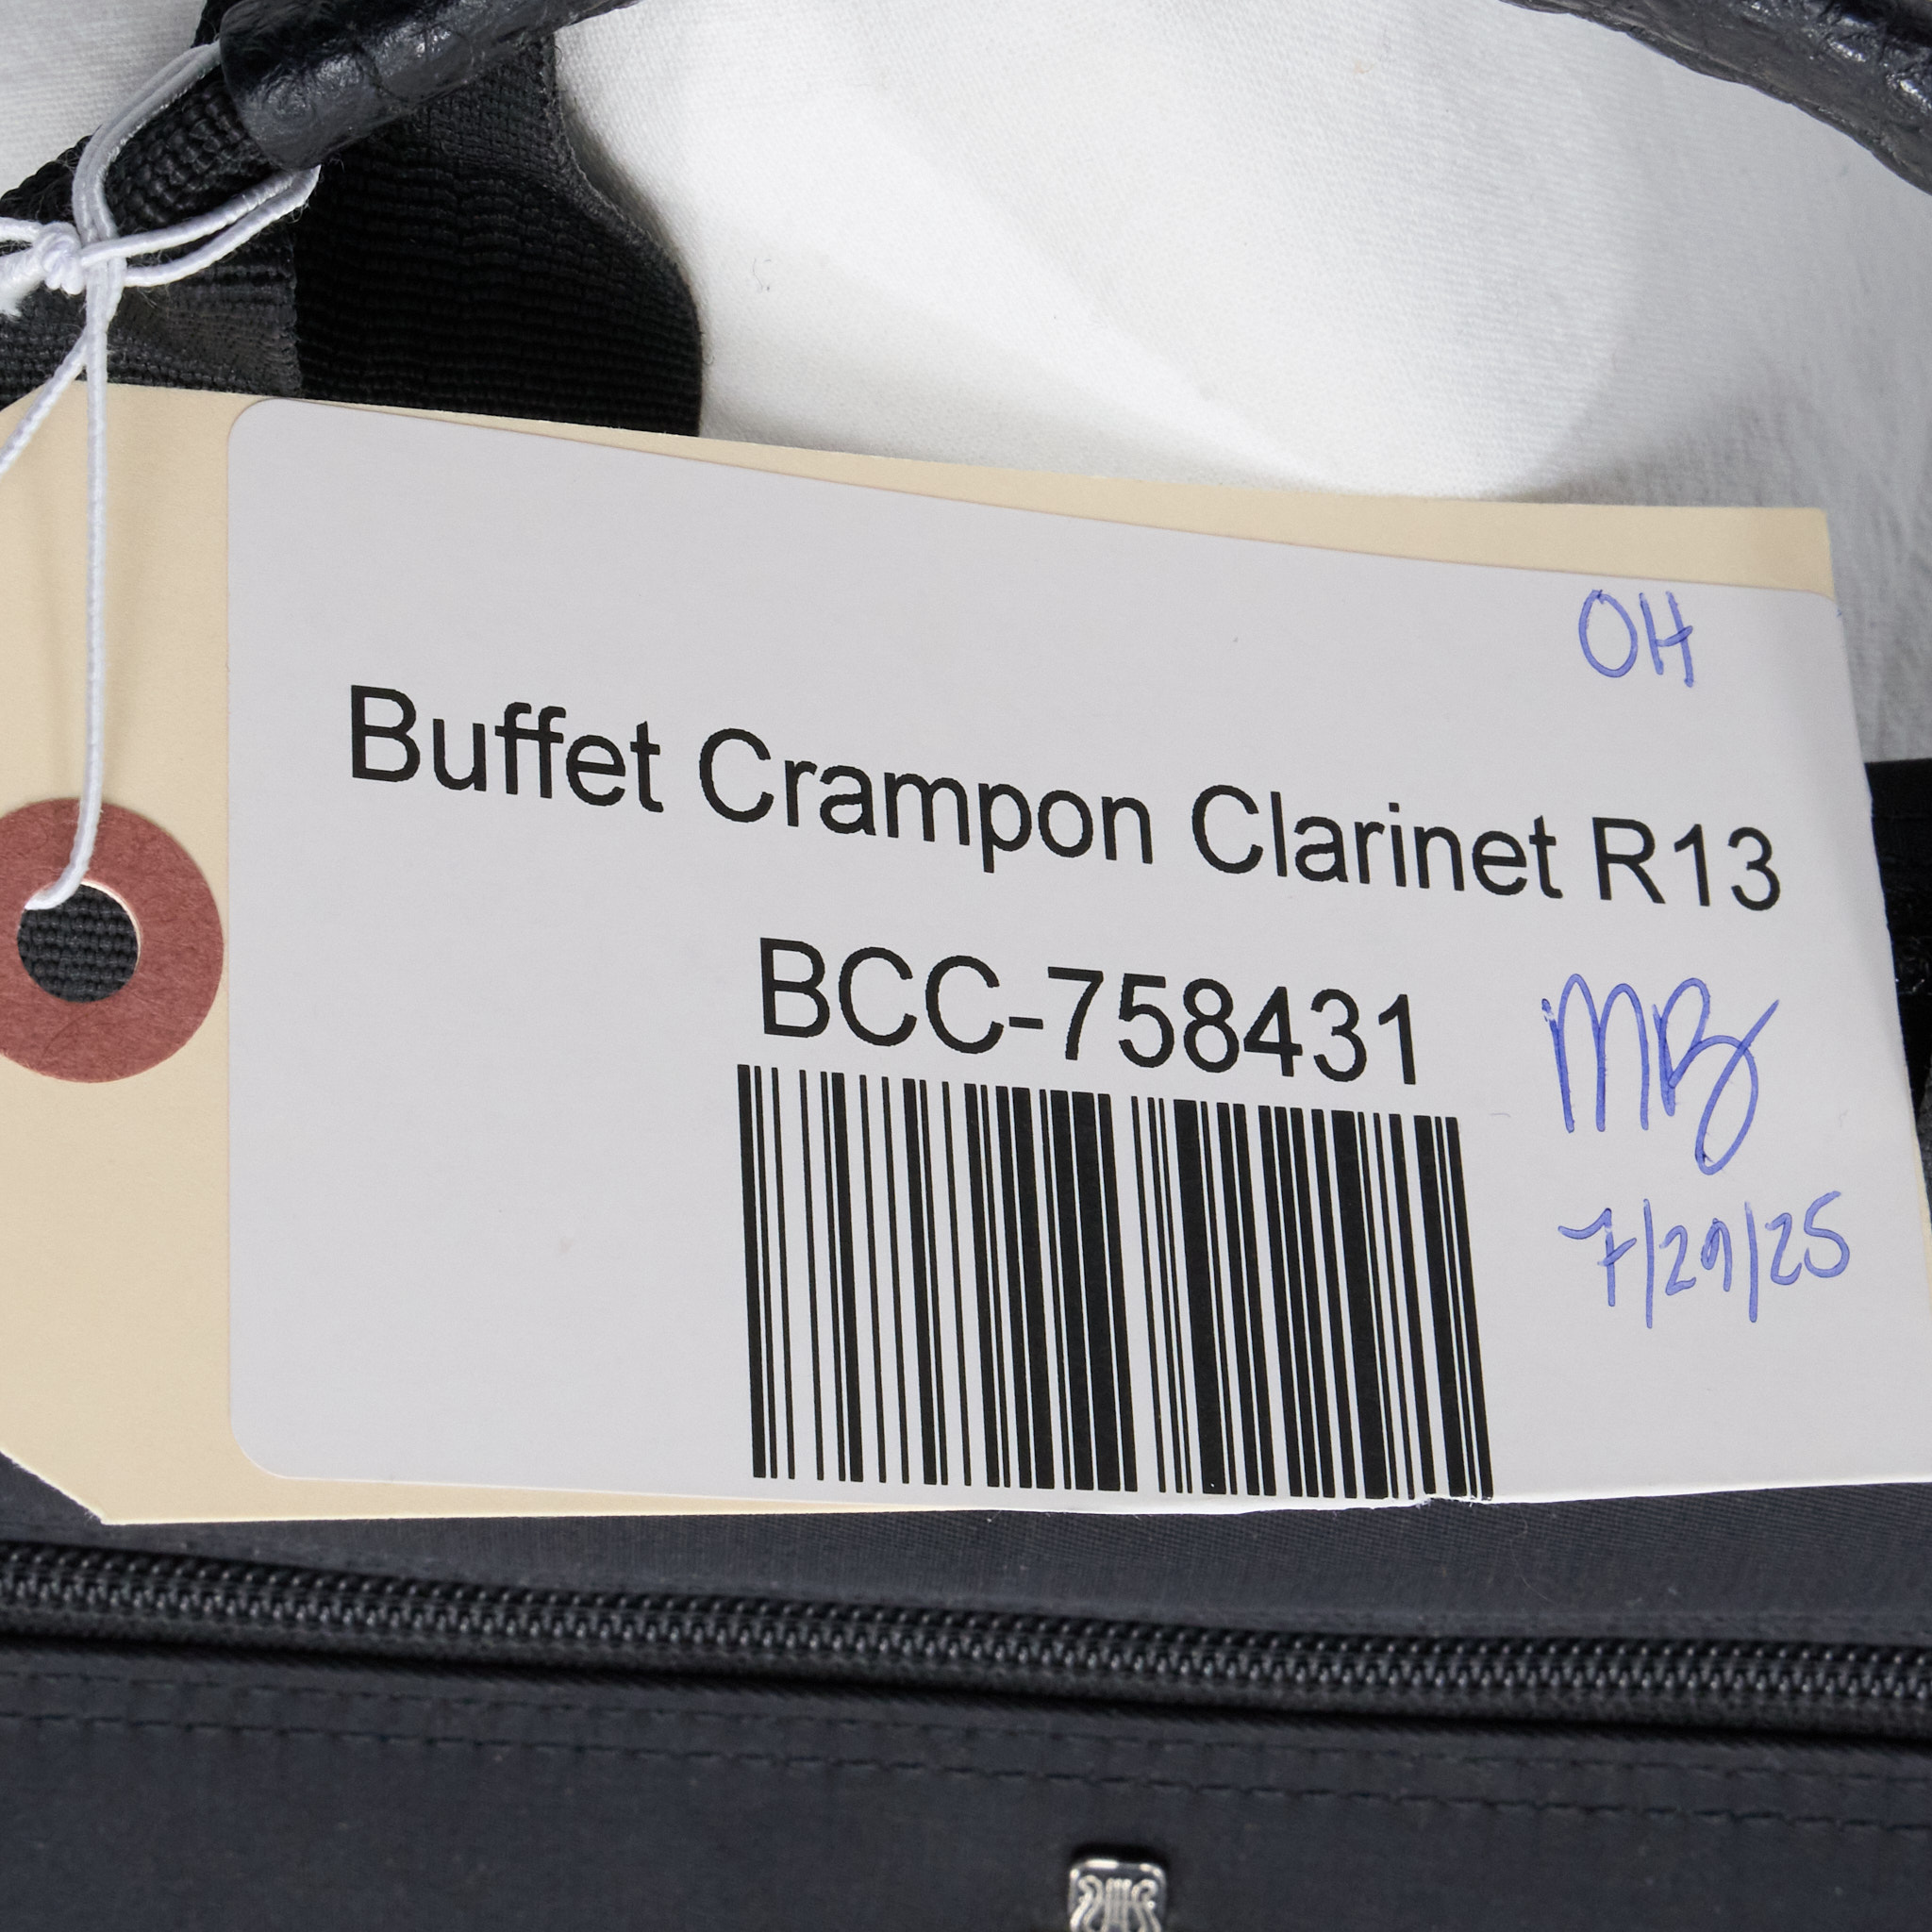 OH
Buffet Crampon Clarinet R13
BCC-758431
MB
7/29/25